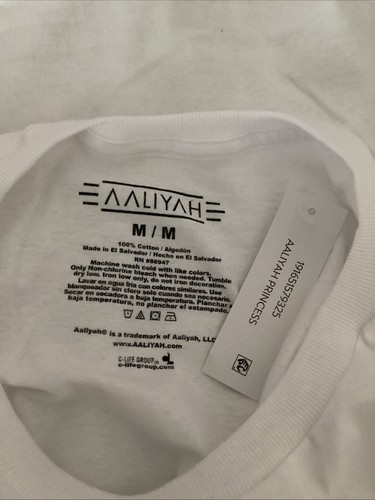 AALIYAH
M / M
100% Cotton / Algodón
Made in El Salvador / Hecho en El Salvador
RN #86947
Machine wash cold with like colors.
Only Non-chlorine bleach when needed. Tumble
dry low. Iron low only, do not iron decoration.
Lavar en agua fria con colores similares. Use
blanqueador sin cloro solo cuando sea necesario.
Secar en secadora a baja temperatura. Planchar a
baja temperatura, no planchar el estampado.
Aaliyah® is a trademark of Aaliyah, LLC
www.AALIYAH.com
C-LIFE GROUP
c-lifegroup.com
191651579325
AALIYAH PRINCESS